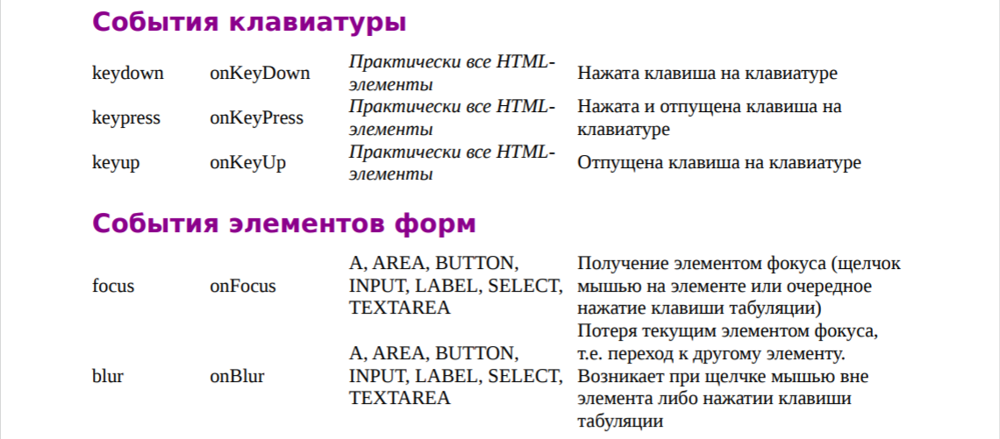 События клавиатуры
keydown onKeyDown Практически все HTML-элементы Нажата клавиша на клавиатуре
keypress onKeyPress Практически все HTML-элементы Нажата и отпущена клавиша на клавиатуре
keyup onKeyUp Практически все HTML-элементы Отпущена клавиша на клавиатуре
События элементов форм
focus onFocus A, AREA, BUTTON, INPUT, LABEL, SELECT, TEXTAREA Получение элементом фокуса (щелчок мышью на элементе или очередное нажатие клавиши табуляции)
blur onBlur A, AREA, BUTTON, INPUT, LABEL, SELECT, TEXTAREA Потеря текущим элементом фокуса, т.е. переход к другому элементу. Возникает при щелчке мышью вне элемента либо нажатии клавиши табуляции